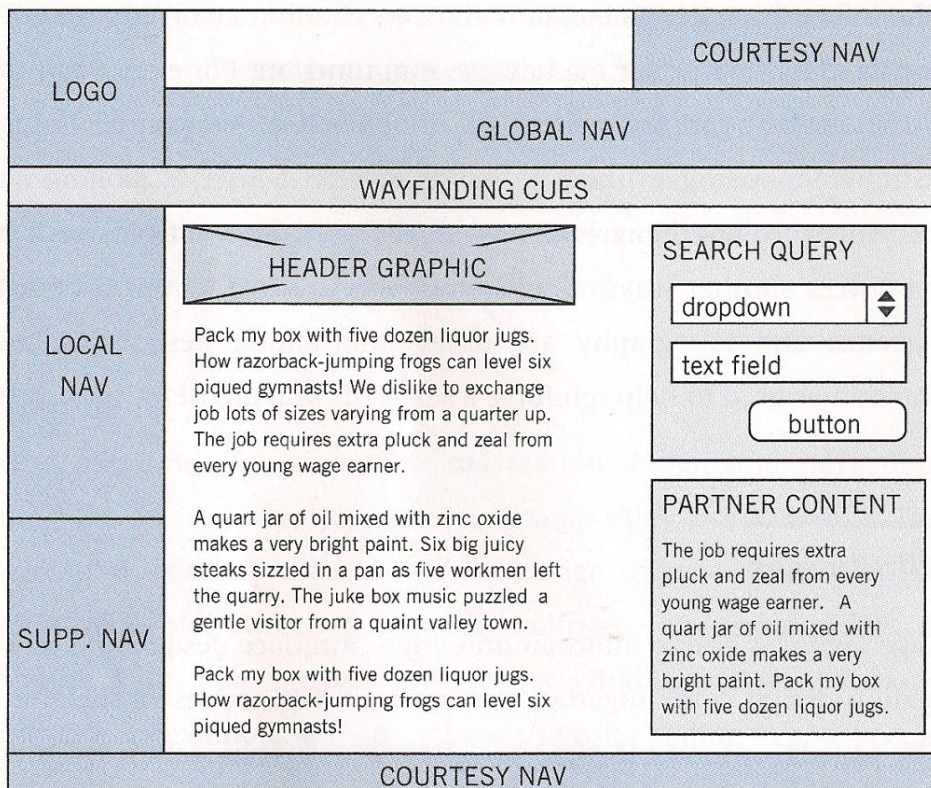 LOGO
COURTESY NAV
GLOBAL NAV
WAYFINDING CUES
LOCAL
NAV
SUPP. NAV
HEADER GRAPHIC
Pack my box with five dozen liquor jugs.
How razorback-jumping frogs can level six
piqued gymnasts! We dislike to exchange
job lots of sizes varying from a quarter up.
The job requires extra pluck and zeal from
every young wage earner.
A quart jar of oil mixed with zinc oxide
makes a very bright paint. Six big juicy
steaks sizzled in a pan as five workmen left
the quarry. The juke box music puzzled a
gentle visitor from a quaint valley town.
Pack my box with five dozen liquor jugs.
How razorback-jumping frogs can level six
piqued gymnasts!
SEARCH QUERY
dropdown
text field
button
PARTNER CONTENT
The job requires extra
pluck and zeal from every
young wage earner. A
quart jar of oil mixed with
zinc oxide makes a very
bright paint. Pack my box
with five dozen liquor jugs.
COURTESY NAV